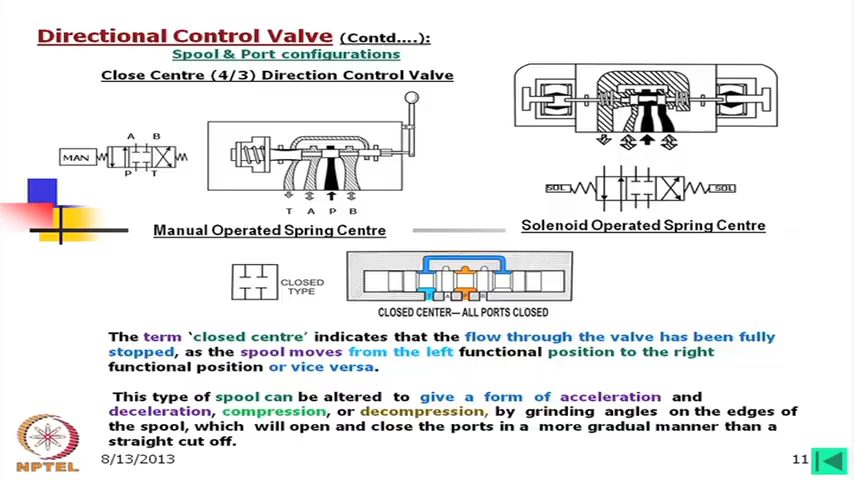 Directional Control Valve (Contd....):
Spool & Port configurations
Close Centre (4/3) Direction Control Valve
A B
MAN
P T
T A P B
Manual Operated Spring Centre
SOL SOL
Solenoid Operated Spring Centre
CLOSED
TYPE
T A P B
CLOSED CENTER—ALL PORTS CLOSED
The term ‘closed centre’ indicates that the flow through the valve has been fully
stopped, as the spool moves from the left functional position to the right
functional position or vice versa.
This type of spool can be altered to give a form of acceleration and
deceleration, compression, or decompression, by grinding angles on the edges of
the spool, which will open and close the ports in a more gradual manner than a
straight cut off.
NPTEL
8/13/2013
11